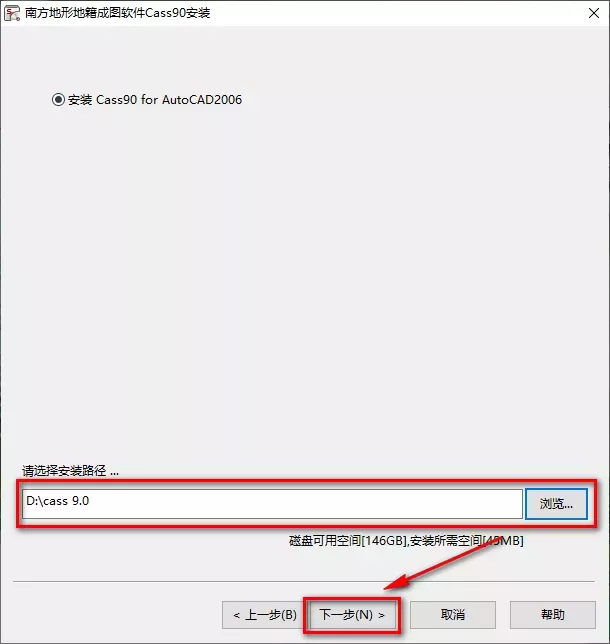 南方地形地籍成图软件Cass90安装
安装 Cass90 for AutoCAD2006
请选择安装路径 ...
D:\cass 9.0
浏览...
磁盘可用空间[146GB],安装所需空间[45MB]
< 上一步(B)
下一步(N) >
取消
帮助